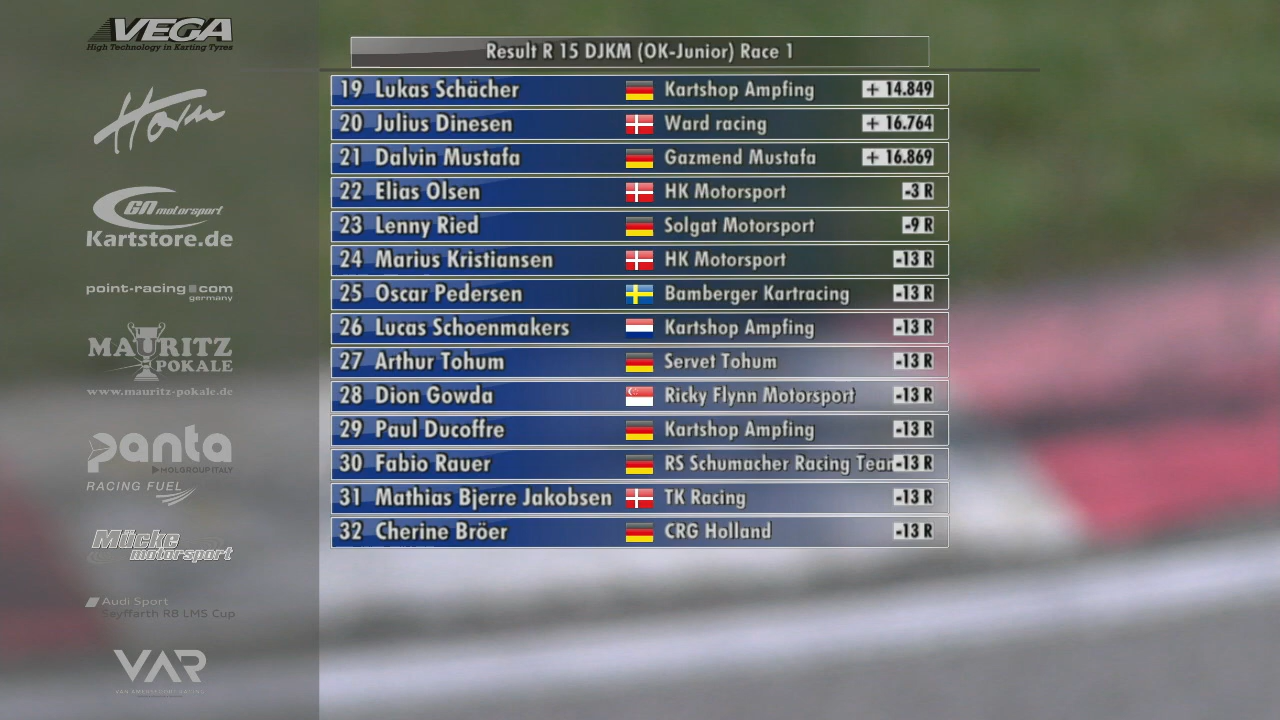 VEGA
High Technology in Karting Tyres
Horm
GR motorsport
Kartstore.de
point-racing.com
germany
MAURITZ
POKALE
www.mauritz-pokale.de
panta
MOLGROUP ITALY
RACING FUEL
Mücke
motorsport
Audi Sport
Seyffarth R8 LMS Cup
VAR
VAN AMERSFOORT RACING
Result R 15 DJKM (OK-Junior) Race 1
19 Lukas Schächer Kartshop Ampfing + 14.849
20 Julius Dinesen Ward racing + 16.764
21 Dalvin Mustafa Gazmend Mustafa + 16.869
22 Elias Olsen HK Motorsport -3 R
23 Lenny Ried Solgat Motorsport -9 R
24 Marius Kristiansen HK Motorsport -13 R
25 Oscar Pedersen Bamberger Kartracing -13 R
26 Lucas Schoenmakers Kartshop Ampfing -13 R
27 Arthur Tohum Servet Tohum -13 R
28 Dion Gowda Ricky Flynn Motorsport -13 R
29 Paul Ducoffre Kartshop Ampfing -13 R
30 Fabio Rauer RS Schumacher Racing Team -13 R
31 Mathias Bjerre Jakobsen TK Racing -13 R
32 Cherine Bröer CRG Holland -13 R